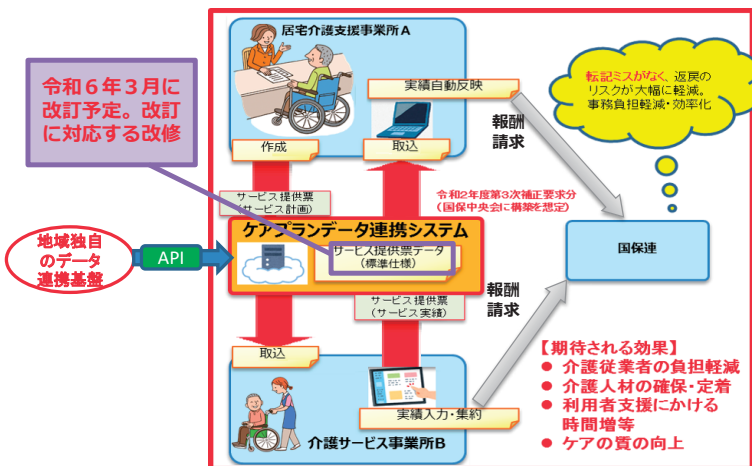 居宅介護支援事業所A
令和６年３月に
改訂予定。改訂
に対応する改修
実績自動反映
作成
取込
転記ミスがなく、返戻の
リスクが大幅に軽減。
事務負担軽減・効率化
報酬
請求
サービス提供票
(サービス計画)
令和2年度第3次補正要求分
(国保中央会に構築を想定)
ケアプランデータ連携システム
サービス提供票データ
(標準仕様)
地域独自
のデータ
連携基盤
API
国保連
サービス提供票
(サービス実績)
報酬
請求
取込
実績入力・集約
介護サービス事業所B
【期待される効果】
● 介護従業者の負担軽減
● 介護人材の確保・定着
● 利用者支援にかける
時間増等
● ケアの質の向上